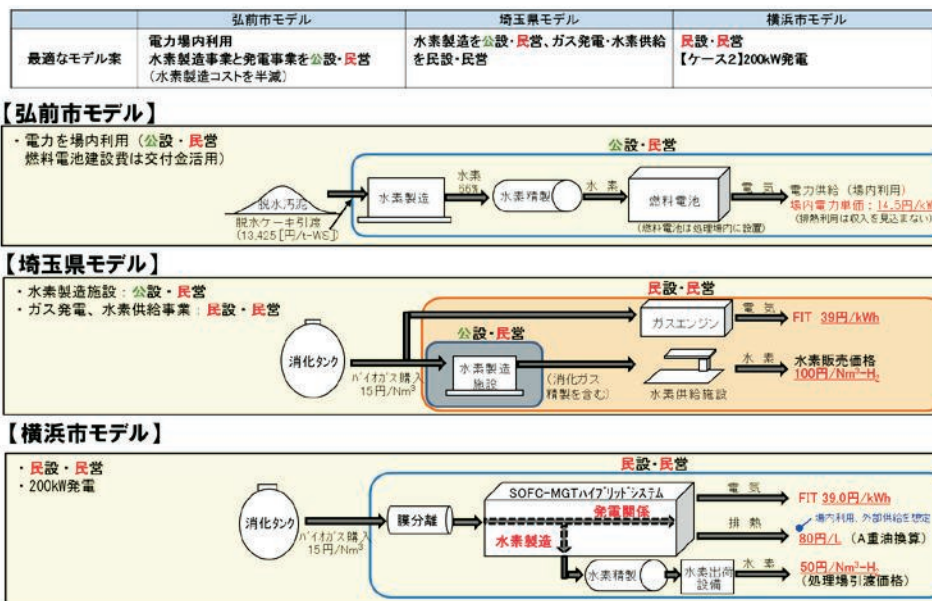 弘前市モデル 埼玉県モデル 横浜市モデル
最適なモデル案
電力場内利用
水素製造事業と発電事業を公設・民営
(水素製造コストを半減)
水素製造を公設・民営、ガス発電・水素供給
を民設・民営
民設・民営
【ケース2】200kW発電
【弘前市モデル】
・電力を場内利用(公設・民営
燃料電池建設費は交付金活用)
公設・民営
脱水汚泥
脱水ケーキ引渡
(13,425[円/t-WS])
水素製造
水素
66%
水素精製
水素
燃料電池
(燃料電池は処理場内に設置)
電気
電力供給(場内利用)
場内電力単価:14.5円/kW
(排熱利用は収入を見込まない)
【埼玉県モデル】
・水素製造施設:公設・民営
・ガス発電、水素供給事業:民設・民営
民設・民営
消化タンク
バイオガス購入
15円/Nm³
公設・民営
水素製造
施設
(消化ガス
精製を含む)
ガスエンジン
電気
FIT 39円/kWh
水素供給施設
水素
水素販売価格
100円/Nm³-H₂
【横浜市モデル】
・民設・民営
・200kW発電
民設・民営
消化タンク
バイオガス購入
15円/Nm³
膜分離
SOFC-MGTハイブリッドシステム
発電関係
水素製造
水素精製
水素出荷
設備
電気
FIT 39.0円/kWh
場内利用、外部供給を想定
排熱
80円/L (A重油換算)
水素
50円/Nm³-H₂
(処理場引渡価格)